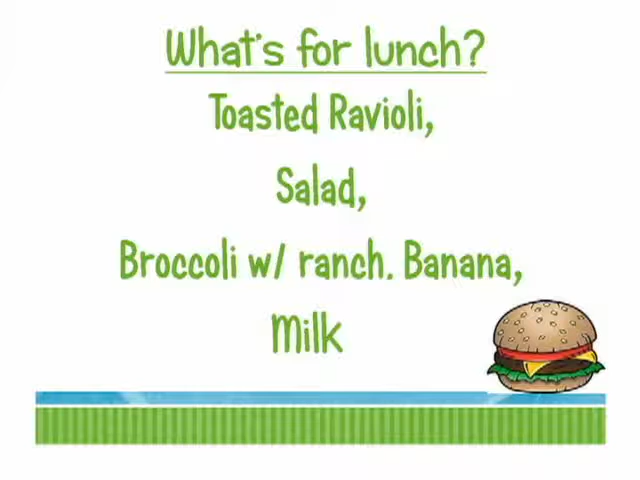 What's for lunch?
Toasted Ravioli,
Salad,
Broccoli w/ ranch. Banana,
Milk